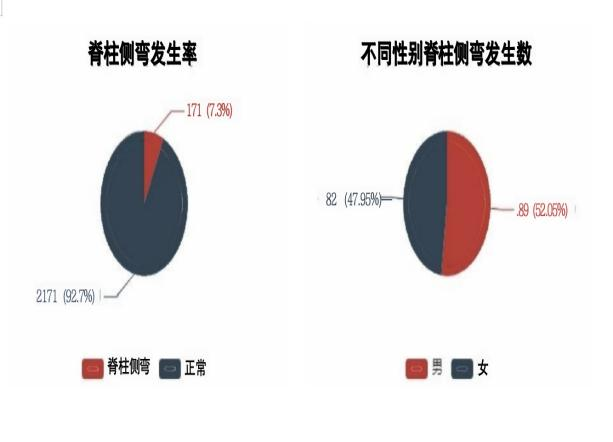 脊柱侧弯发生率
171 (7.3%)
2171 (92.7%)
脊柱侧弯 正常
不同性别脊柱侧弯发生数
82 (47.95%)
89 (52.05%)
男 女